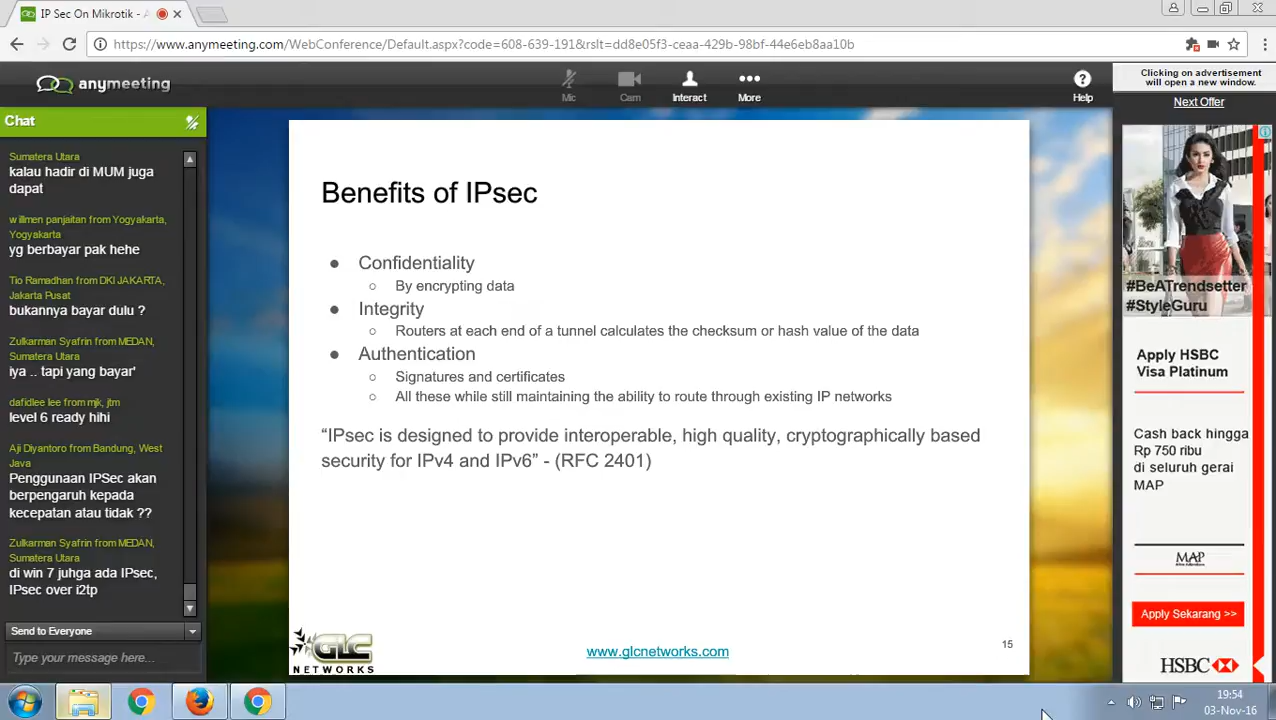 IP Sec On Mikrotik - A
https://www.anymeeting.com/WebConference/Default.aspx?code=608-639-191&rslt=dd8e05f3-ceaa-429b-98bf-44e6eb8aa10b
anymeeting
Mic
Cam
Interact
More
Help
Clicking on advertisement
will open a new window.
Next Offer
Chat
Sumatera Utara
kalau hadir di MUM juga
dapat
willmen panjaitan from Yogyakarta,
Yogyakarta
yg berbayar pak hehe
Tio Ramadhan from DKI JAKARTA,
Jakarta Pusat
bukannya bayar dulu ?
Zulkarman Syafrin from MEDAN,
Sumatera Utara
iya .. tapi yang bayar'
dafidlee lee from mjk, jtm
level 6 ready hihi
Aji Diyantoro from Bandung, West
Java
Penggunaan IPSec akan
berpengaruh kepada
kecepatan atau tidak ??
Zulkarman Syafrin from MEDAN,
Sumatera Utara
di win 7 juhga ada IPsec,
IPsec over i2tp
Send to Everyone
Type your message here...
Benefits of IPsec
● Confidentiality
○ By encrypting data
● Integrity
○ Routers at each end of a tunnel calculates the checksum or hash value of the data
● Authentication
○ Signatures and certificates
○ All these while still maintaining the ability to route through existing IP networks
“IPsec is designed to provide interoperable, high quality, cryptographically based
security for IPv4 and IPv6” - (RFC 2401)
GLC
NETWORKS
www.glcnetworks.com
15
#BeATrendsetter
#StyleGuru
Apply HSBC
Visa Platinum
Cash back hingga
Rp 750 ribu
di seluruh gerai
MAP
MAP
Apply Sekarang >>
HSBC
19:54
03-Nov-16